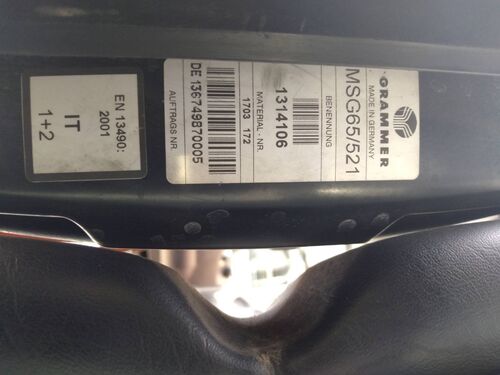 GRAMMER
MADE IN GERMANY
MSG65/521
BENENNUNG
1314106
MATERIAL - NR.
1703 172
DE 136749870005
AUFTRAGS NR.
EN 13490:
2001
IT
1+2